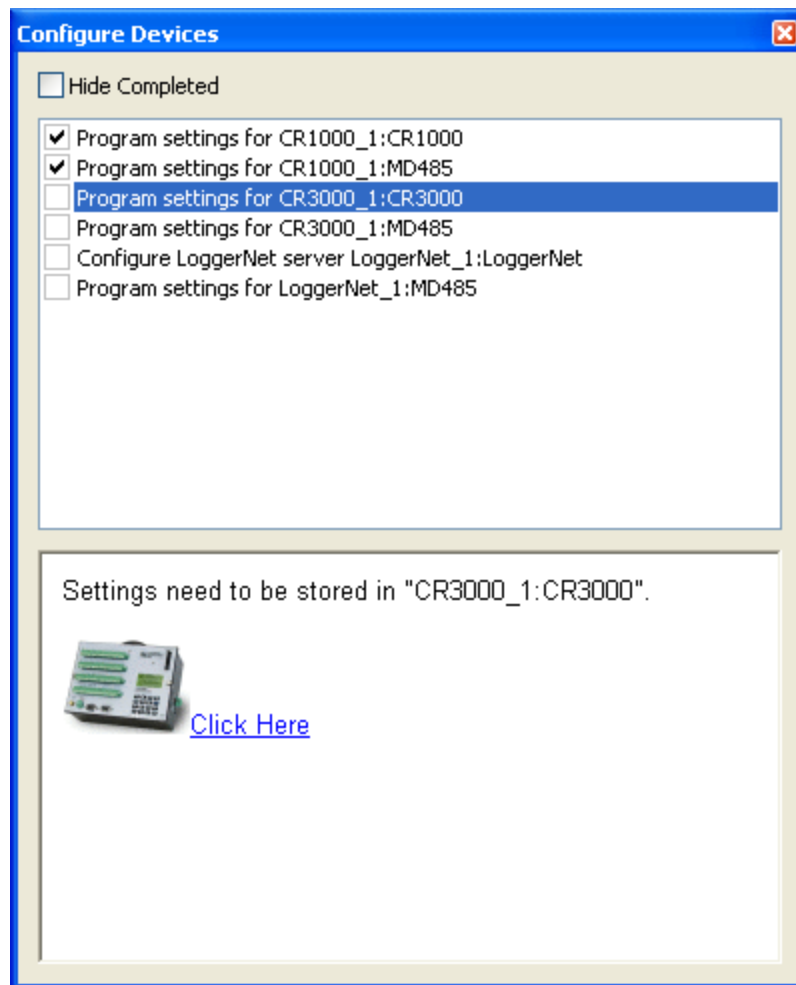 Configure Devices
Hide Completed
Program settings for CR1000_1:CR1000
Program settings for CR1000_1:MD485
Program settings for CR3000_1:CR3000
Program settings for CR3000_1:MD485
Configure LoggerNet server LoggerNet_1:LoggerNet
Program settings for LoggerNet_1:MD485
Settings need to be stored in "CR3000_1:CR3000".
Click Here